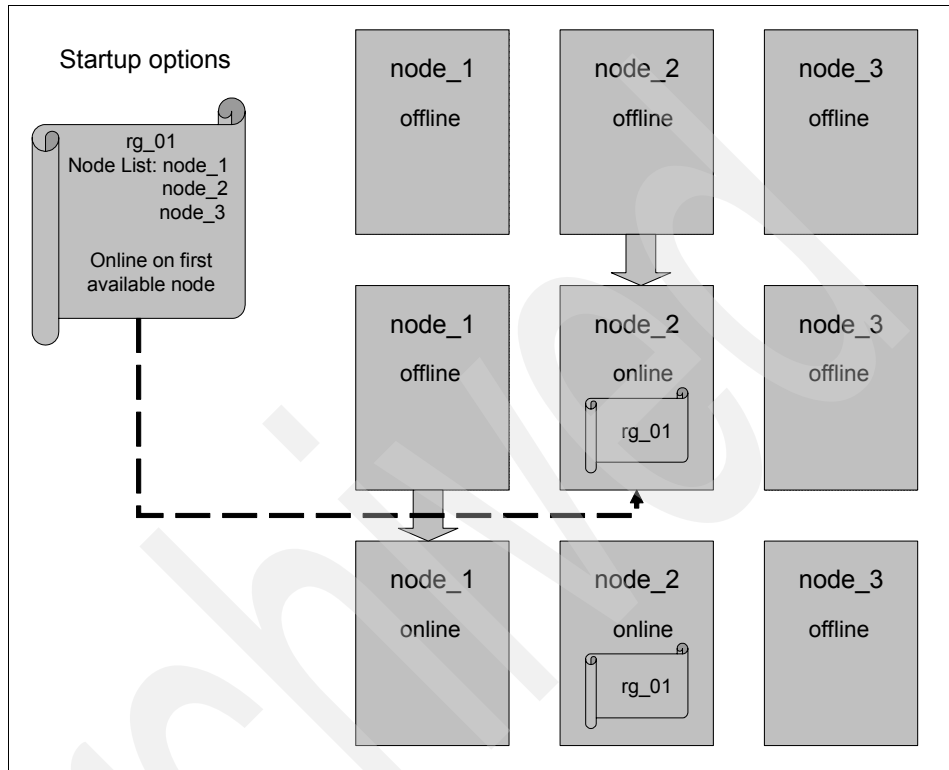 Startup options
rg_01
Node List: node_1
node_2
node_3
Online on first
available node
node_1
offline
node_2
offline
node_3
offline
node_1
offline
node_2
online
rg_01
node_3
offline
node_1
online
node_2
online
rg_01
node_3
offline